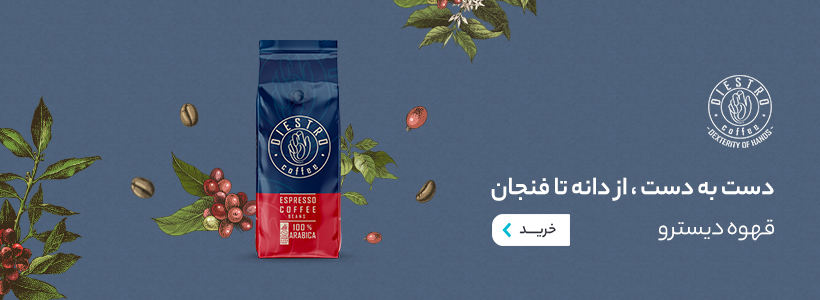 DIESTRO
coffee
-DEXTERITY OF HANDS-
دست به دست ، از دانه تا فنجان
قهوه دیسترو
خرید
DIESTRO
coffee
ESPRESSO
COFFEE
BEANS
100 %
ARABICA